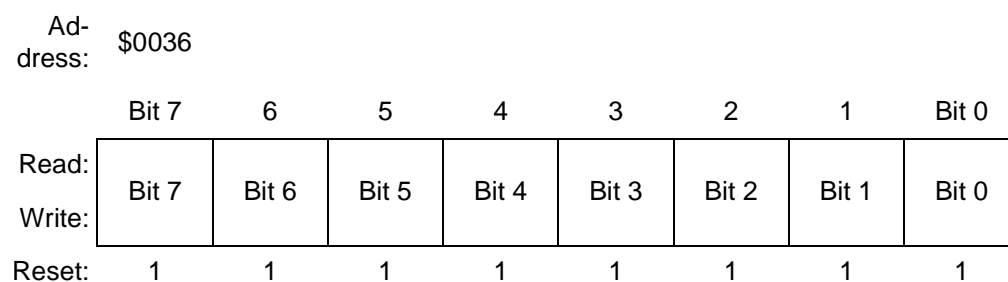 Ad-
dress: $0036
Bit 7 6 5 4 3 2 1 Bit 0
Read:
Bit 7 Bit 6 Bit 5 Bit 4 Bit 3 Bit 2 Bit 1 Bit 0
Write:
Reset: 1 1 1 1 1 1 1 1